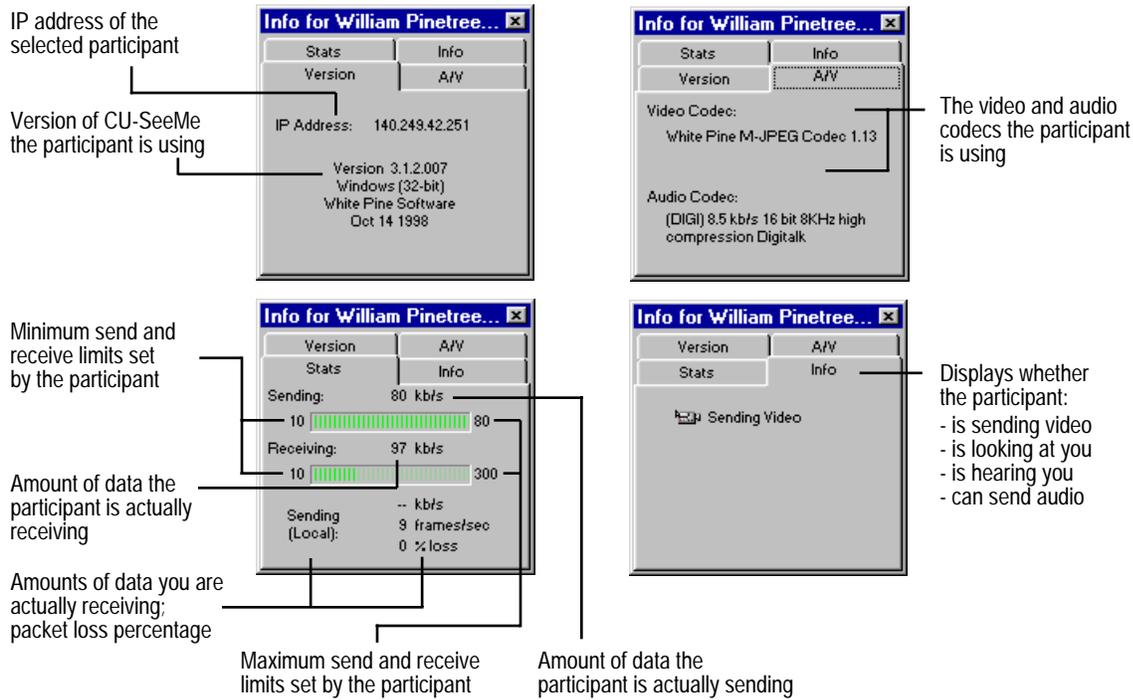 IP address of the
selected participant
Version of CU-SeeMe
the participant is using
Info for William Pinetree...
Stats Info
Version A/V
IP Address: 140.249.42.251
Version 3.1.2.007
Windows (32-bit)
White Pine Software
Oct 14 1998
Info for William Pinetree...
Stats Info
Version A/V
Video Codec:
White Pine M-JPEG Codec 1.13
Audio Codec:
(DIGI) 8.5 kb/s 16 bit 8KHz high
compression Digitalk
The video and audio
codecs the participant
is using
Minimum send and
receive limits set
by the participant
Amount of data the
participant is actually
receiving
Amounts of data you are
actually receiving;
packet loss percentage
Info for William Pinetree...
Version A/V
Stats Info
Sending: 80 kb/s
10 80
Receiving: 97 kb/s
10 300
Sending
(Local):
-- kb/s
9 frames/sec
0 % loss
Maximum send and receive
limits set by the participant
Amount of data the
participant is actually sending
Info for William Pinetree...
Version A/V
Stats Info
Sending Video
Displays whether
the participant:
- is sending video
- is looking at you
- is hearing you
- can send audio